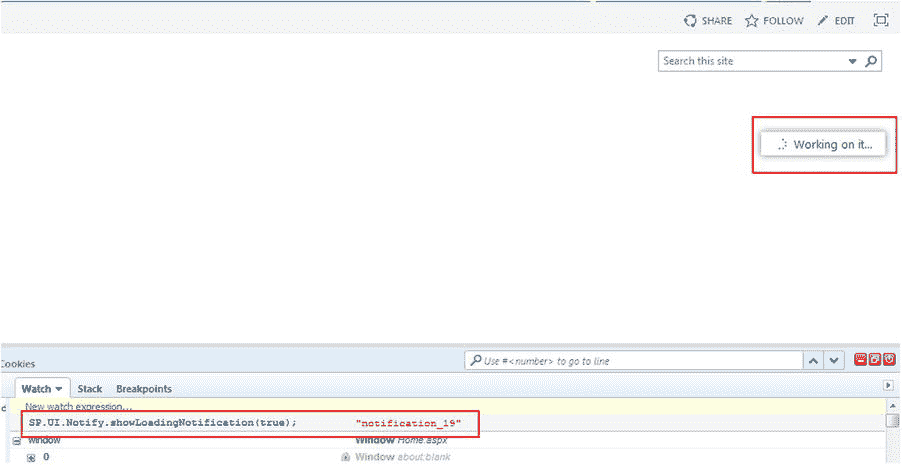 SHARE FOLLOW EDIT
Search this site
Working on it...
Cookies
Use #<number> to go to line
Watch Stack Breakpoints
New watch expression...
SP.UI.Notify.showLoadingNotification(true); "notification_19"
window Window Home.aspx
0 Window about:blank